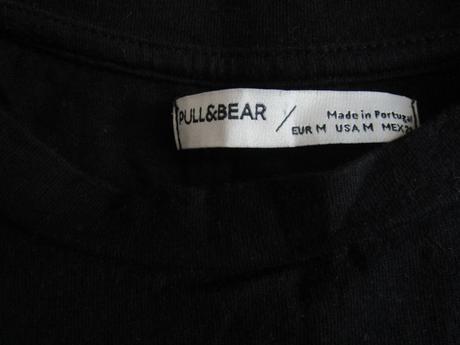 PULL&BEAR /
Made in Portugal
EUR M USA M MEX